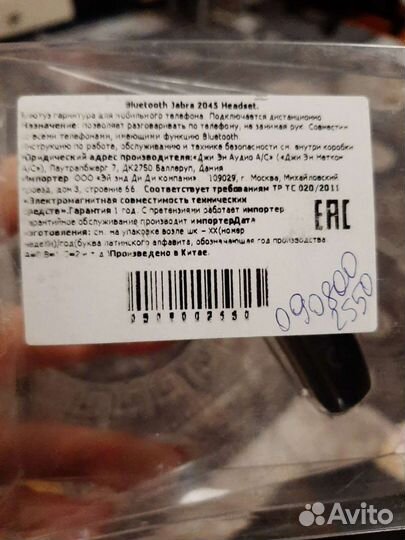 Bluetooth Jabra 2045 Headset.
Блютуз гарнитура для мобильного телефона. Подключается дистанционно
Назначение: позволяет разговаривать по телефону, не занимая рук. Совместим
со всеми телефонами, имеющими функцию Bluetooth
Инструкцию по работе, обслуживанию и технике безопасности см. внутри коробки
Юридический адрес производителя: «Джи Эн Аудио А/С» («Джи Эн Нетком
А/С»), Лаутрапбьерг 7, ДК2750 Баллеруп, Дания
Импортер ООО «Эй энд Ди Ди компани» 109029, г. Москва, Михайловский
проезд, дом 3, строение 66. Соответствует требованиям ТР ТС 020/2011
«Электромагнитная совместимость технических
средств».Гарантия 1 год. С претензиями работает импортер
Гарантийное обслуживание производит импортер Дата
изготовления: см. на упаковке возле шк - XX(номер
недели)/год(буква латинского алфавита, обозначающая год производства
и т.д.) Произведено в Китае.
EAC
090800
2550
Avito